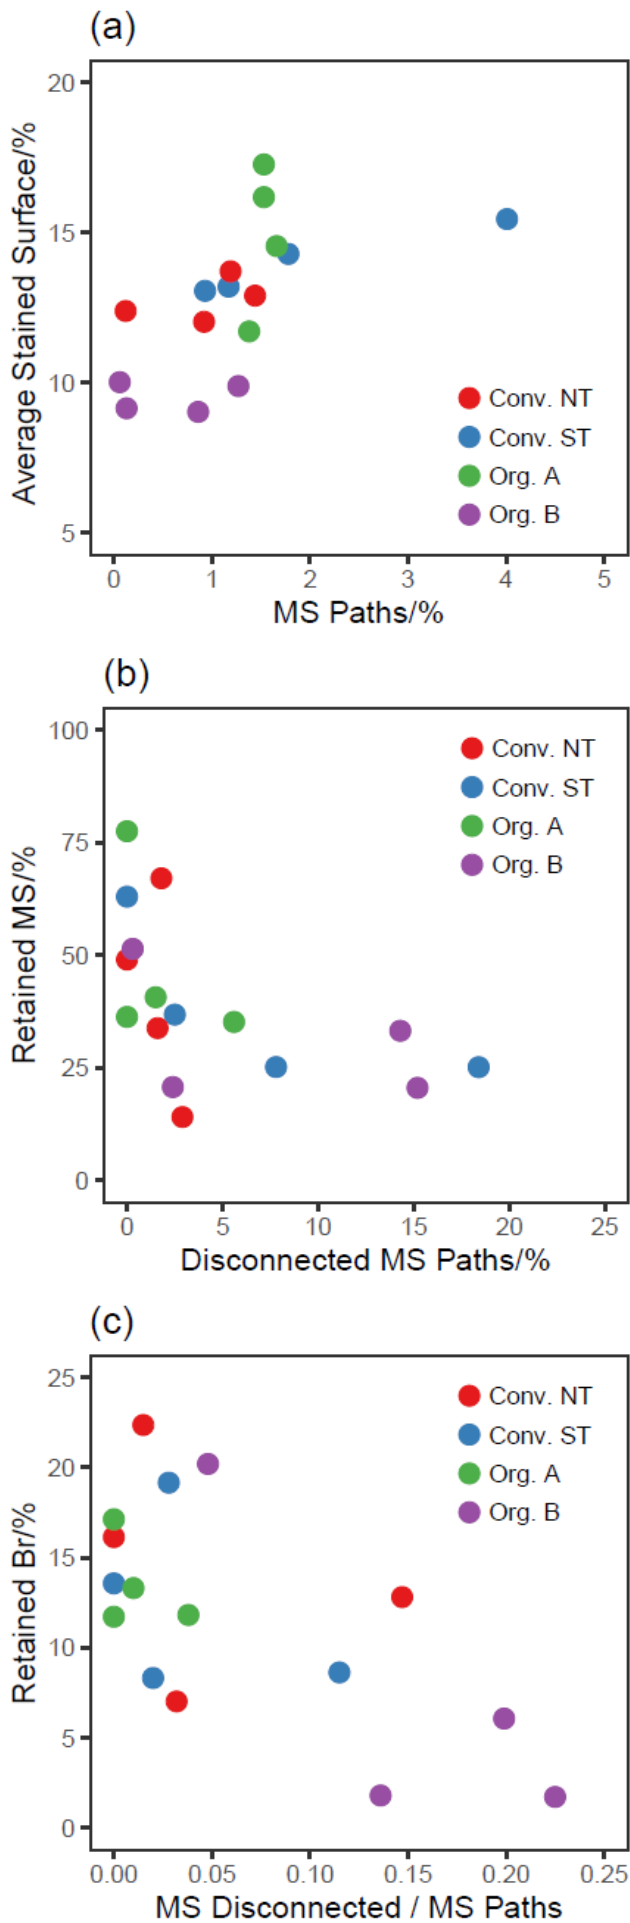 (a)
20
15
10
5
Average Stained Surface/%
Conv. NT
Conv. ST
Org. A
Org. B
0 1 2 3 4 5
MS Paths/%
(b)
100
75
50
25
0
Retained MS/%
Conv. NT
Conv. ST
Org. A
Org. B
0 5 10 15 20 25
Disconnected MS Paths/%
(c)
25
20
15
10
5
0
Retained Br/%
Conv. NT
Conv. ST
Org. A
Org. B
0.00 0.05 0.10 0.15 0.20 0.25
MS Disconnected / MS Paths